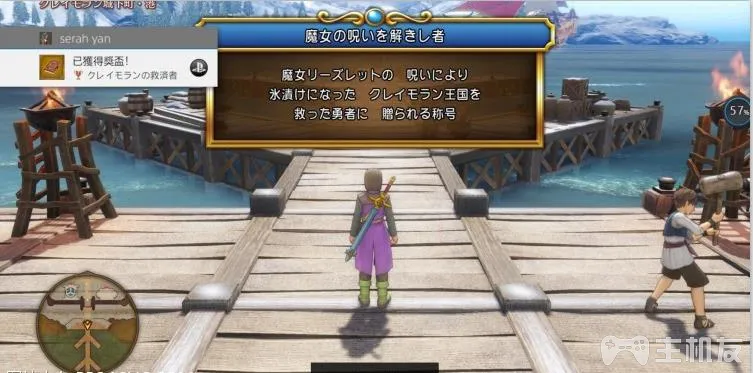 クレイモラン城下町・港
serah yan
已獲得獎盃!
クレイモランの救済者
魔女の呪いを解きし者
魔女リーズレットの 呪いにより
氷漬けになった クレイモラン王国を
救った勇者に 贈られる称号
57%
主机友